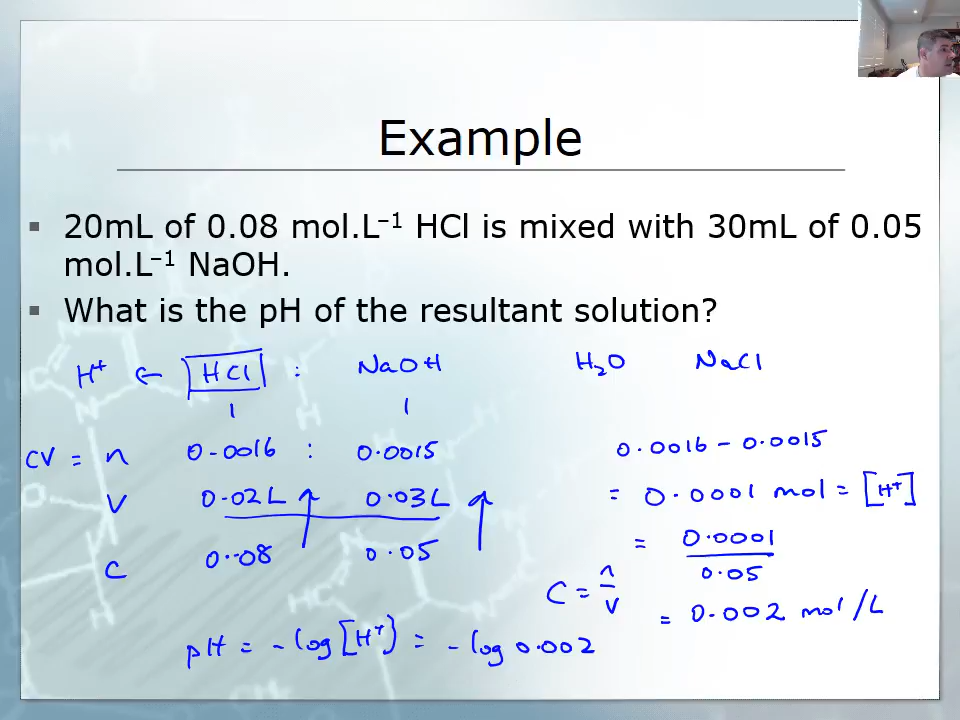 Example
▪ 20mL of 0.08 mol.L⁻¹ HCl is mixed with 30mL of 0.05
mol.L⁻¹ NaOH.
▪ What is the pH of the resultant solution?
H⁺ ← HCl : NaOH H₂O NaCl
1 1
CV = n 0.0016 : 0.0015 0.0016 - 0.0015
V 0.02L 0.03L = 0.0001 mol = [H⁺]
C 0.08 0.05 = 0.0001
0.05
C = n
V
= 0.002 mol/L
pH = -log [H⁺] = -log 0.002